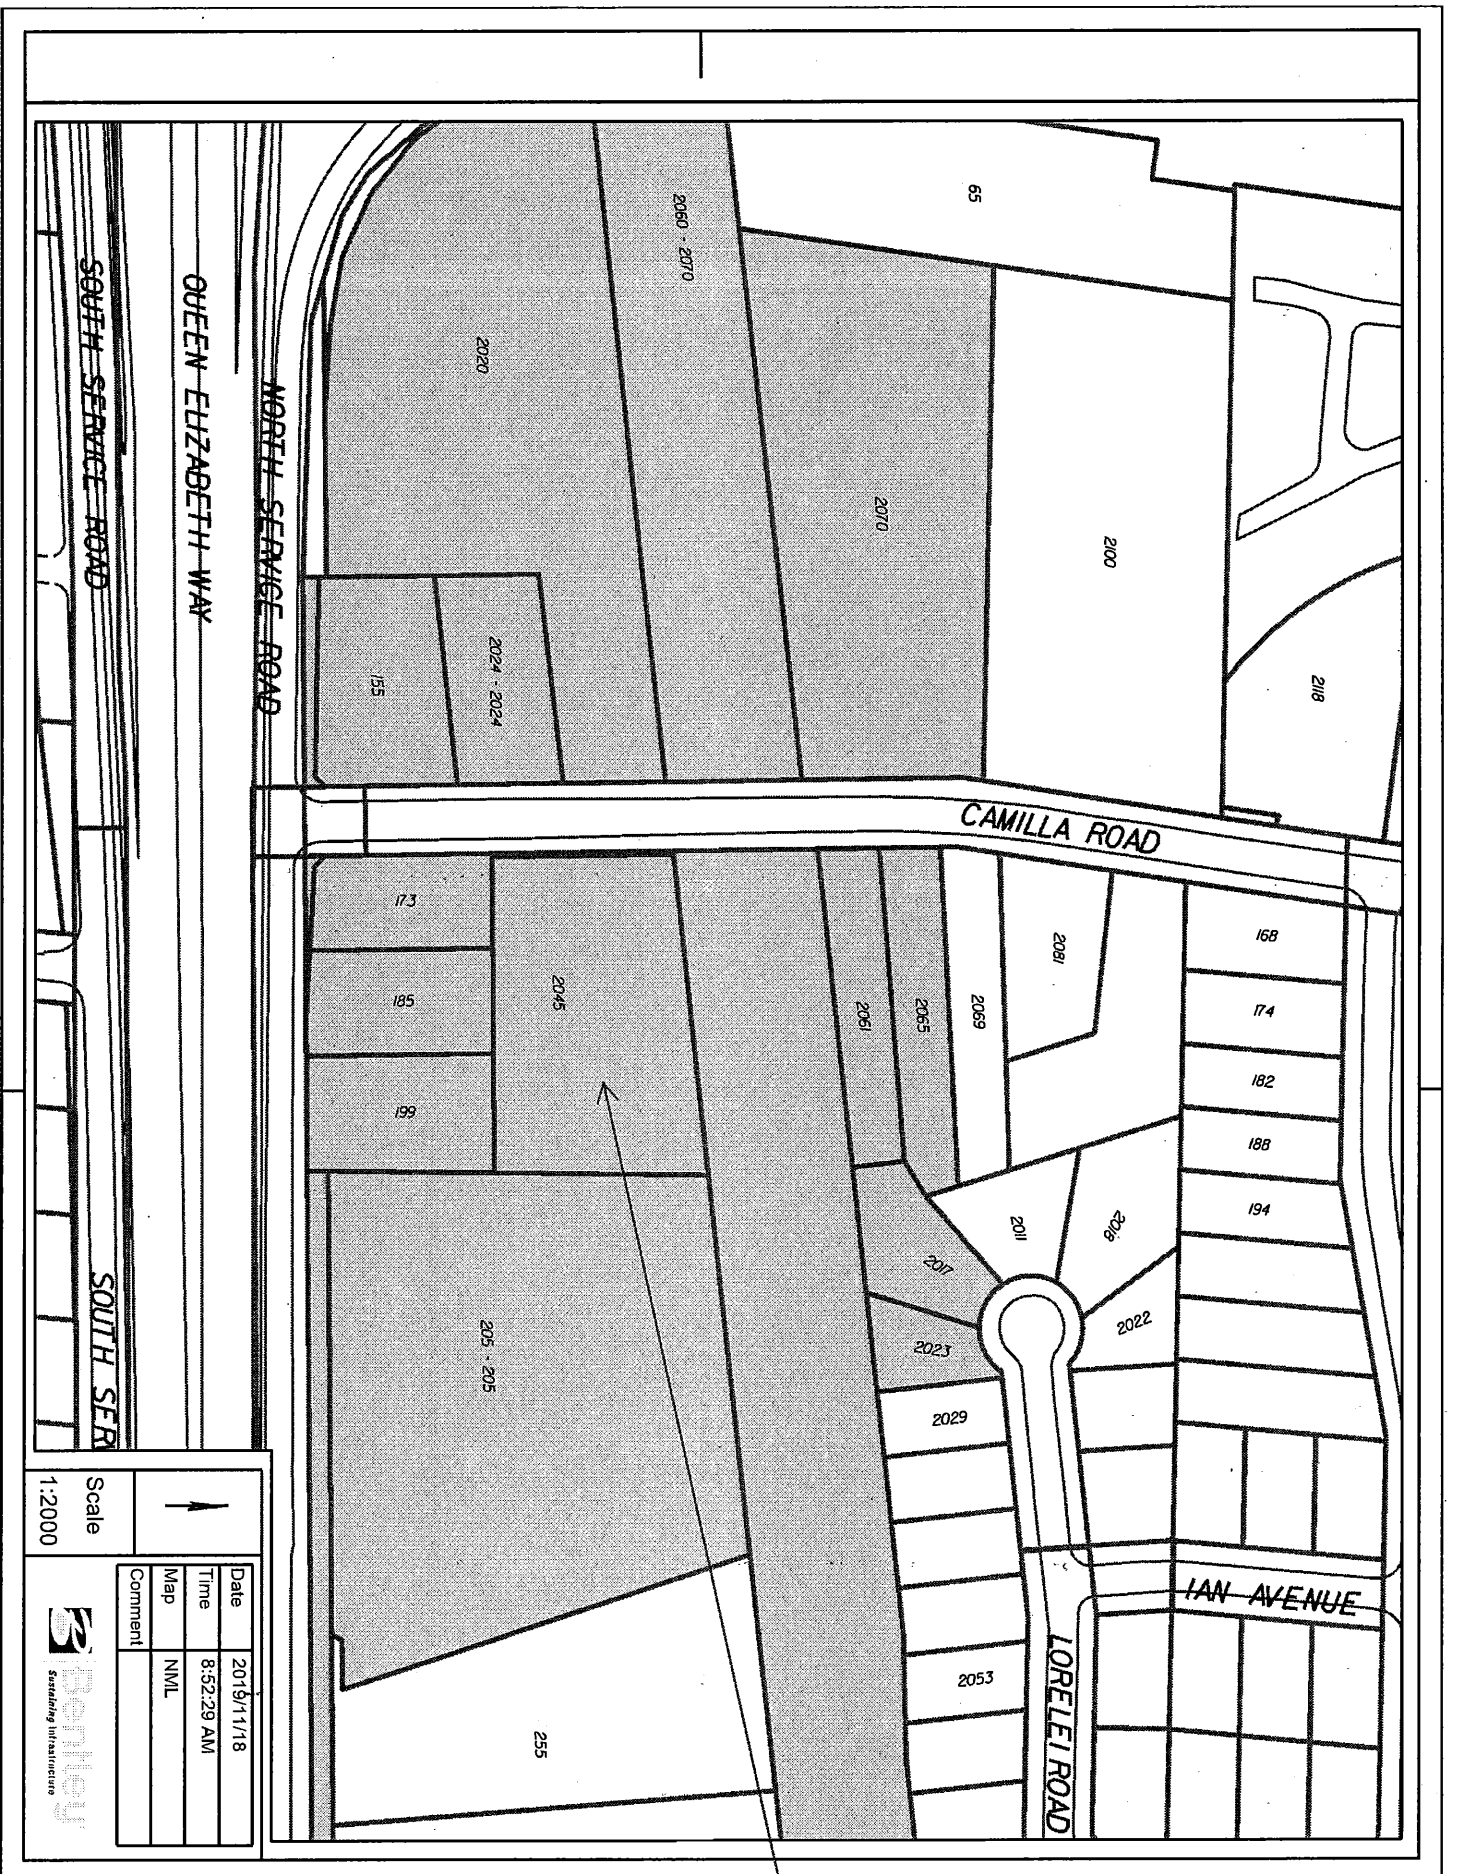 65
2060 - 2070
2020
2070
2100
2118
2024 - 2024
155
SOUTH SERVICE ROAD
QUEEN ELIZABETH WAY
NORTH SERVICE ROAD
CAMILLA ROAD
173
185
199
2045
2061
2065
2069
2081
168
174
182
188
194
2011
2018
2017
2022
2023
2029
2053
205 - 205
255
IAN AVENUE
LORELEI ROAD
SOUTH SERV
Scale
1:2000
Date 2019/11/18
Time 8:52:29 AM
Map NML
Comment
Bentley
Sustaining Infrastructure